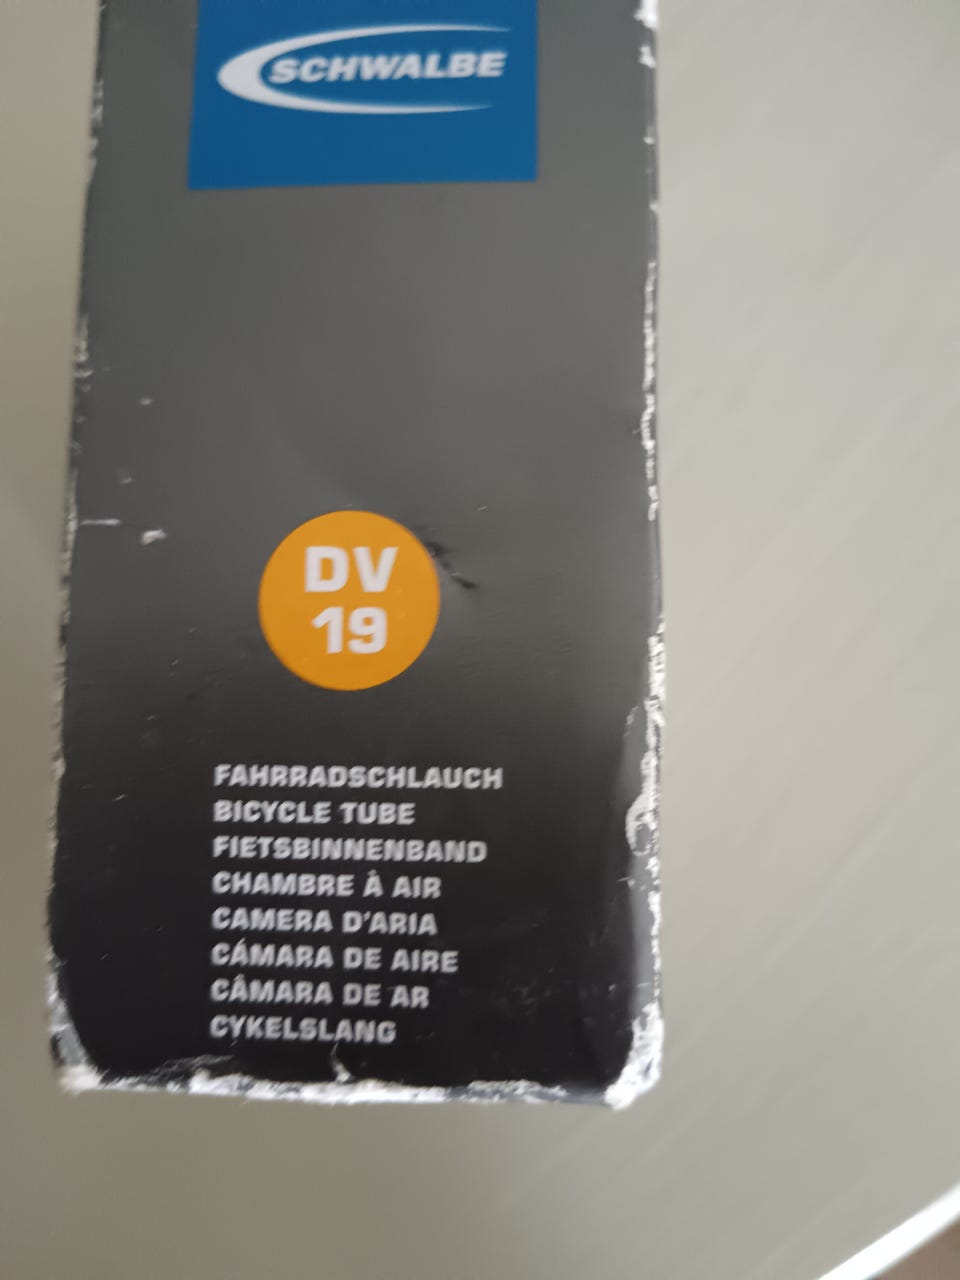 SCHWALBE
DV
19
FAHRRADSCHLAUCH
BICYCLE TUBE
FIETSBINNENBAND
CHAMBRE À AIR
CAMERA D'ARIA
CÁMARA DE AIRE
CÂMARA DE AR
CYKELSLANG